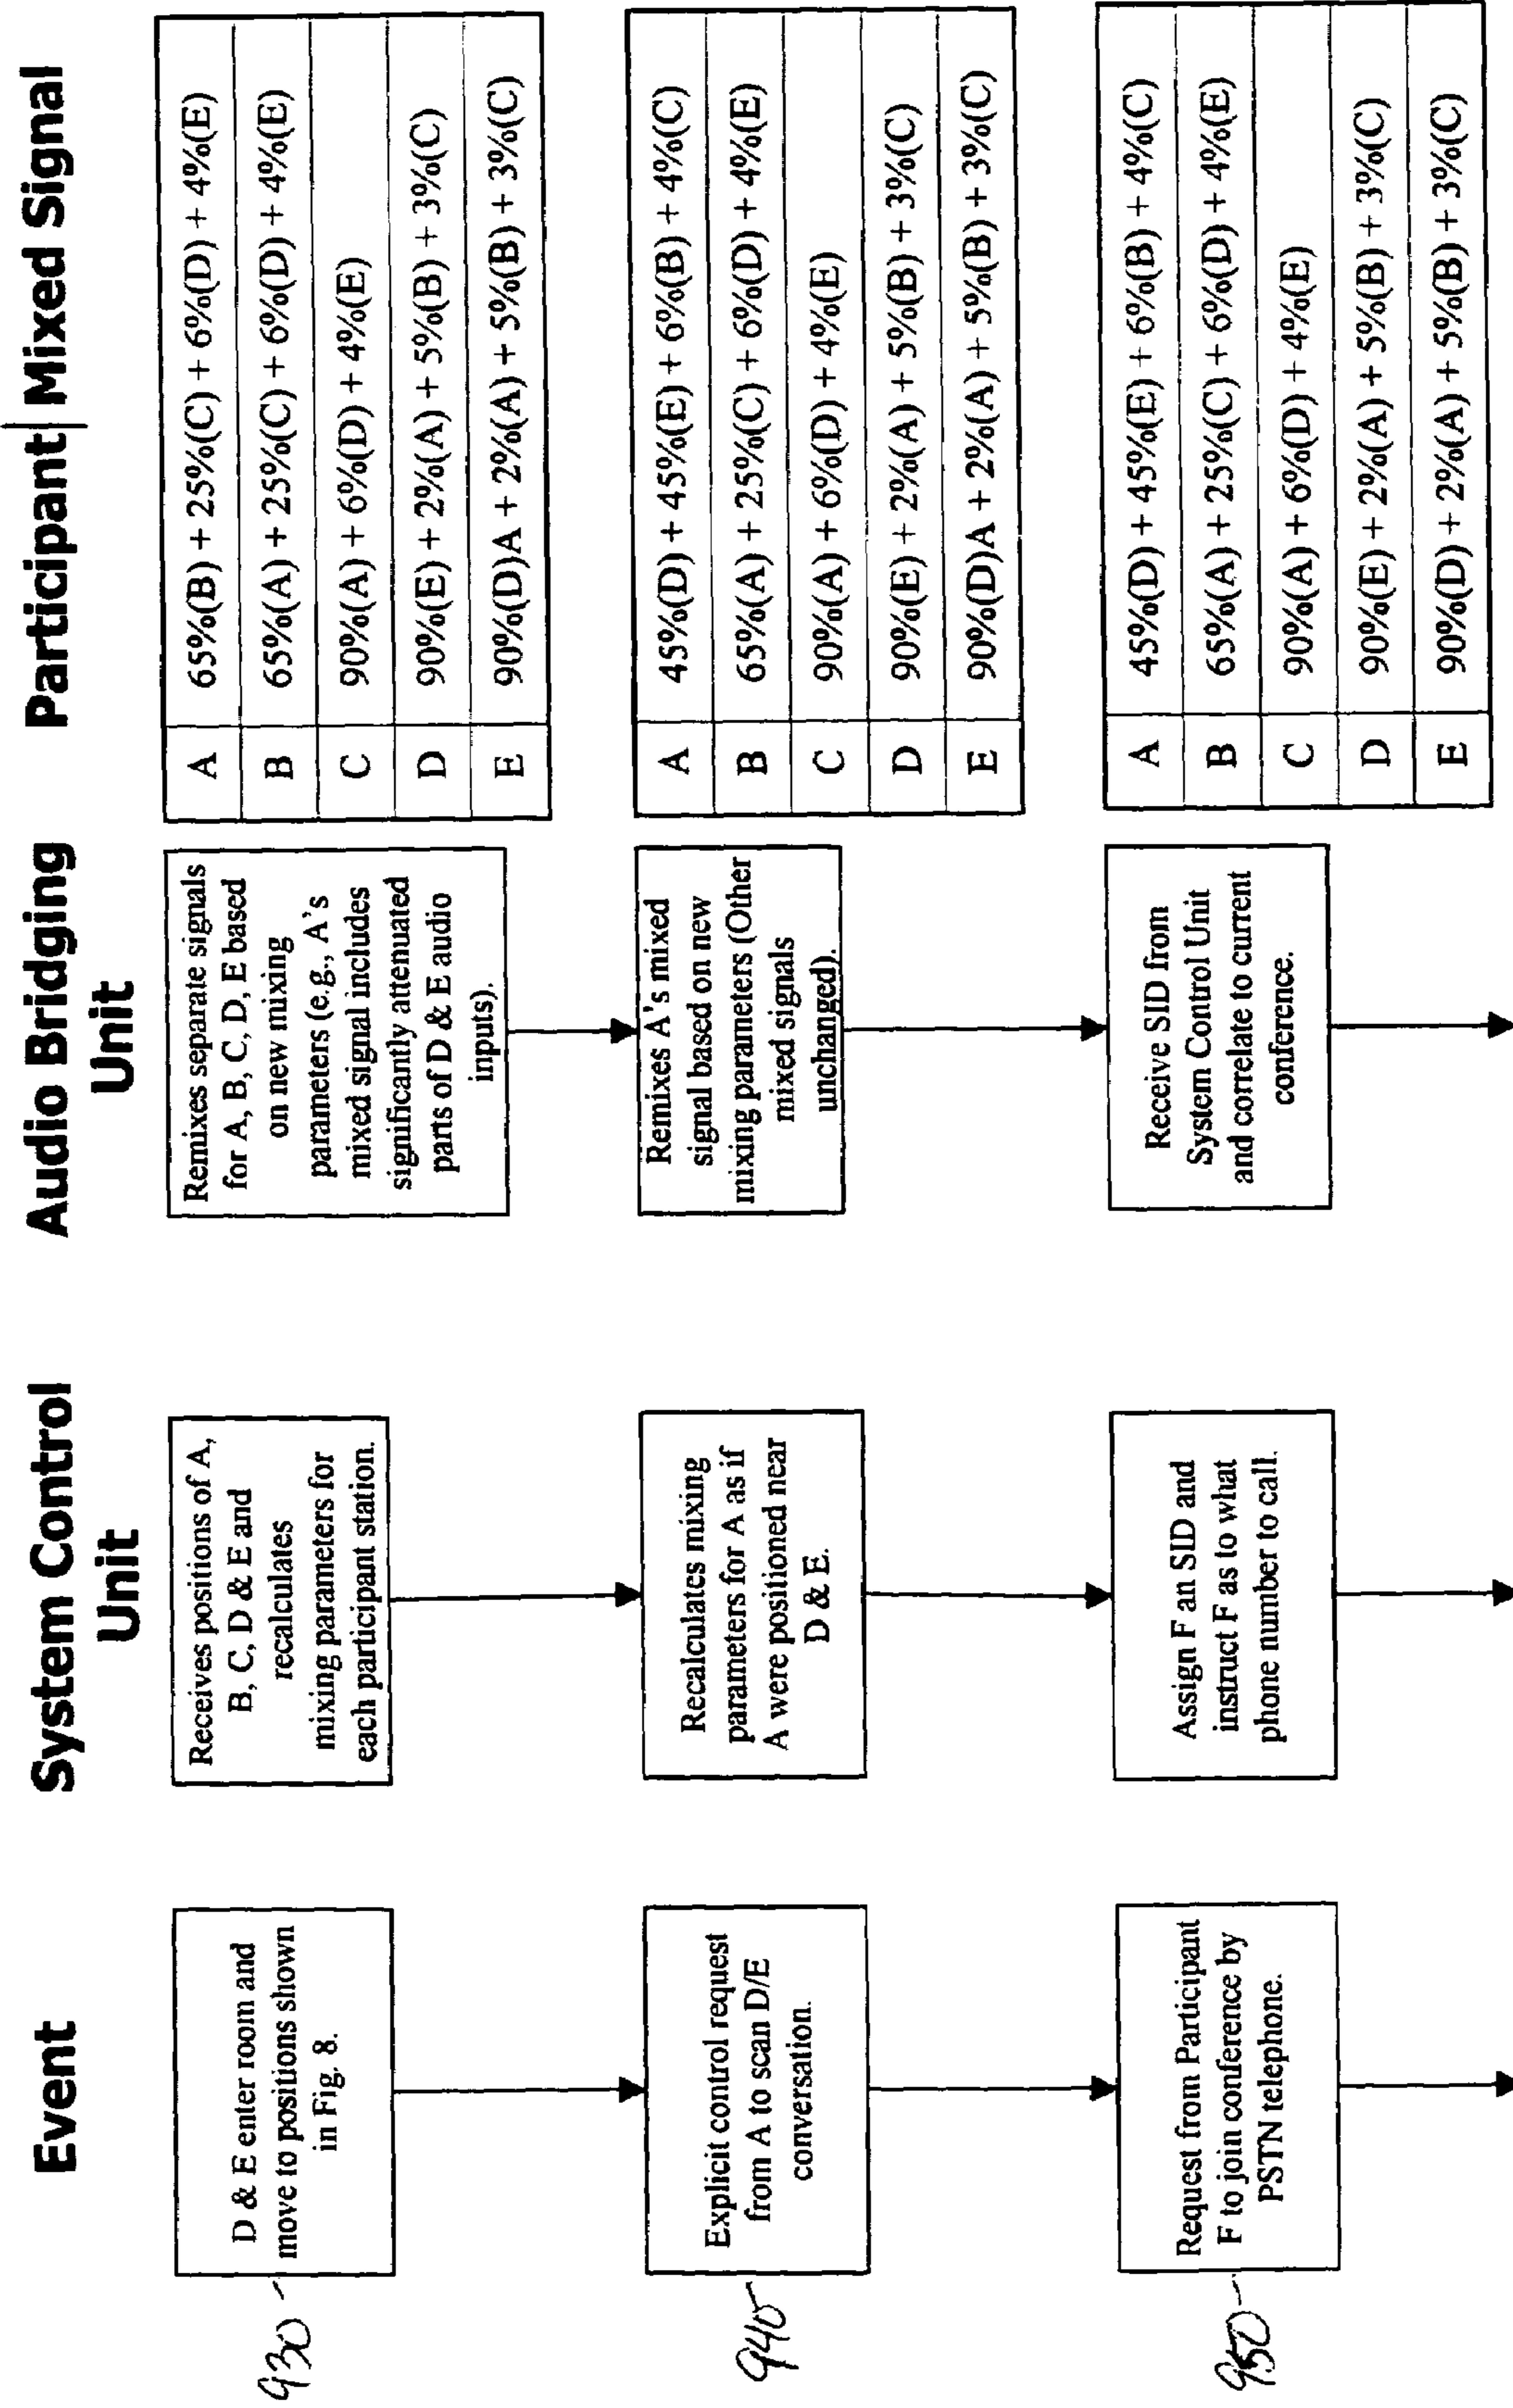 Event
System Control
Unit
Audio Bridging
Unit
Participant | Mixed Signal
930
D & E enter room and
move to positions shown
in Fig. 8.
Receives positions of A,
B, C, D & E and
recalculates
mixing parameters for
each participant station.
Remixes separate signals
for A, B, C, D, E based
on new mixing
parameters (e.g., A's
mixed signal includes
significantly attenuated
parts of D & E audio
inputs).
A 65%(B) + 25%(C) + 6%(D) + 4%(E)
B 65%(A) + 25%(C) + 6%(D) + 4%(E)
C 90%(A) + 6%(D) + 4%(E)
D 90%(E) + 2%(A) + 5%(B) + 3%(C)
E 90%(D)A + 2%(A) + 5%(B) + 3%(C)
940
Explicit control request
from A to scan D/E
conversation.
Recalculates mixing
parameters for A as if
A were positioned near
D & E.
Remixes A's mixed
signal based on new
mixing parameters (Other
mixed signals
unchanged).
A 45%(D) + 45%(E) + 6%(B) + 4%(C)
B 65%(A) + 25%(C) + 6%(D) + 4%(E)
C 90%(A) + 6%(D) + 4%(E)
D 90%(E) + 2%(A) + 5%(B) + 3%(C)
E 90%(D)A + 2%(A) + 5%(B) + 3%(C)
950
Request from Participant
F to join conference by
PSTN telephone.
Assign F an SID and
instruct F as to what
phone number to call.
Receive SID from
System Control Unit
and correlate to current
conference.
A 45%(D) + 45%(E) + 6%(B) + 4%(C)
B 65%(A) + 25%(C) + 6%(D) + 4%(E)
C 90%(A) + 6%(D) + 4%(E)
D 90%(E) + 2%(A) + 5%(B) + 3%(C)
E 90%(D) + 2%(A) + 5%(B) + 3%(C)